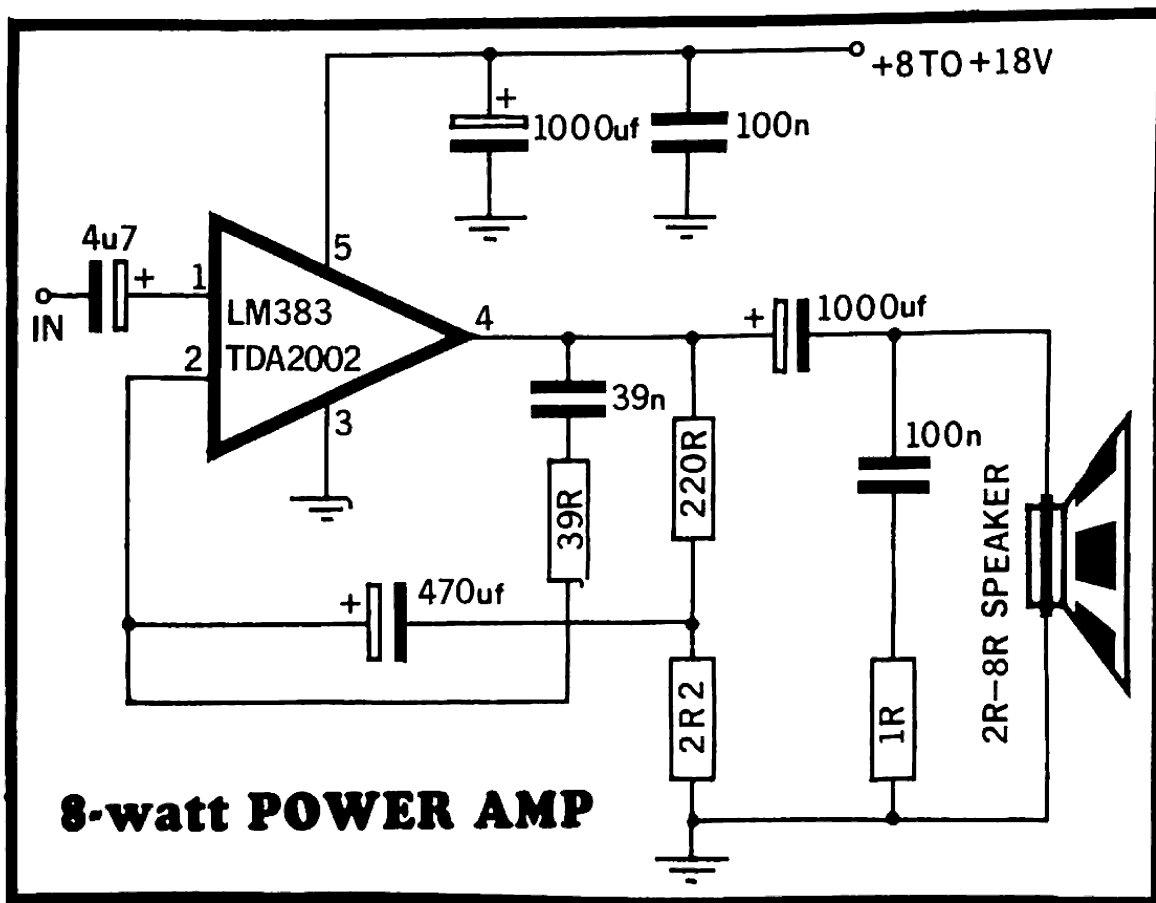 +8 TO +18V
+
1000uf
100n
4u7
+
IN
1
2
5
LM383
TDA2002
3
4
+
1000uf
39n
39R
220R
100n
+
470uf
2R2
1R
2R-8R SPEAKER
8-watt POWER AMP